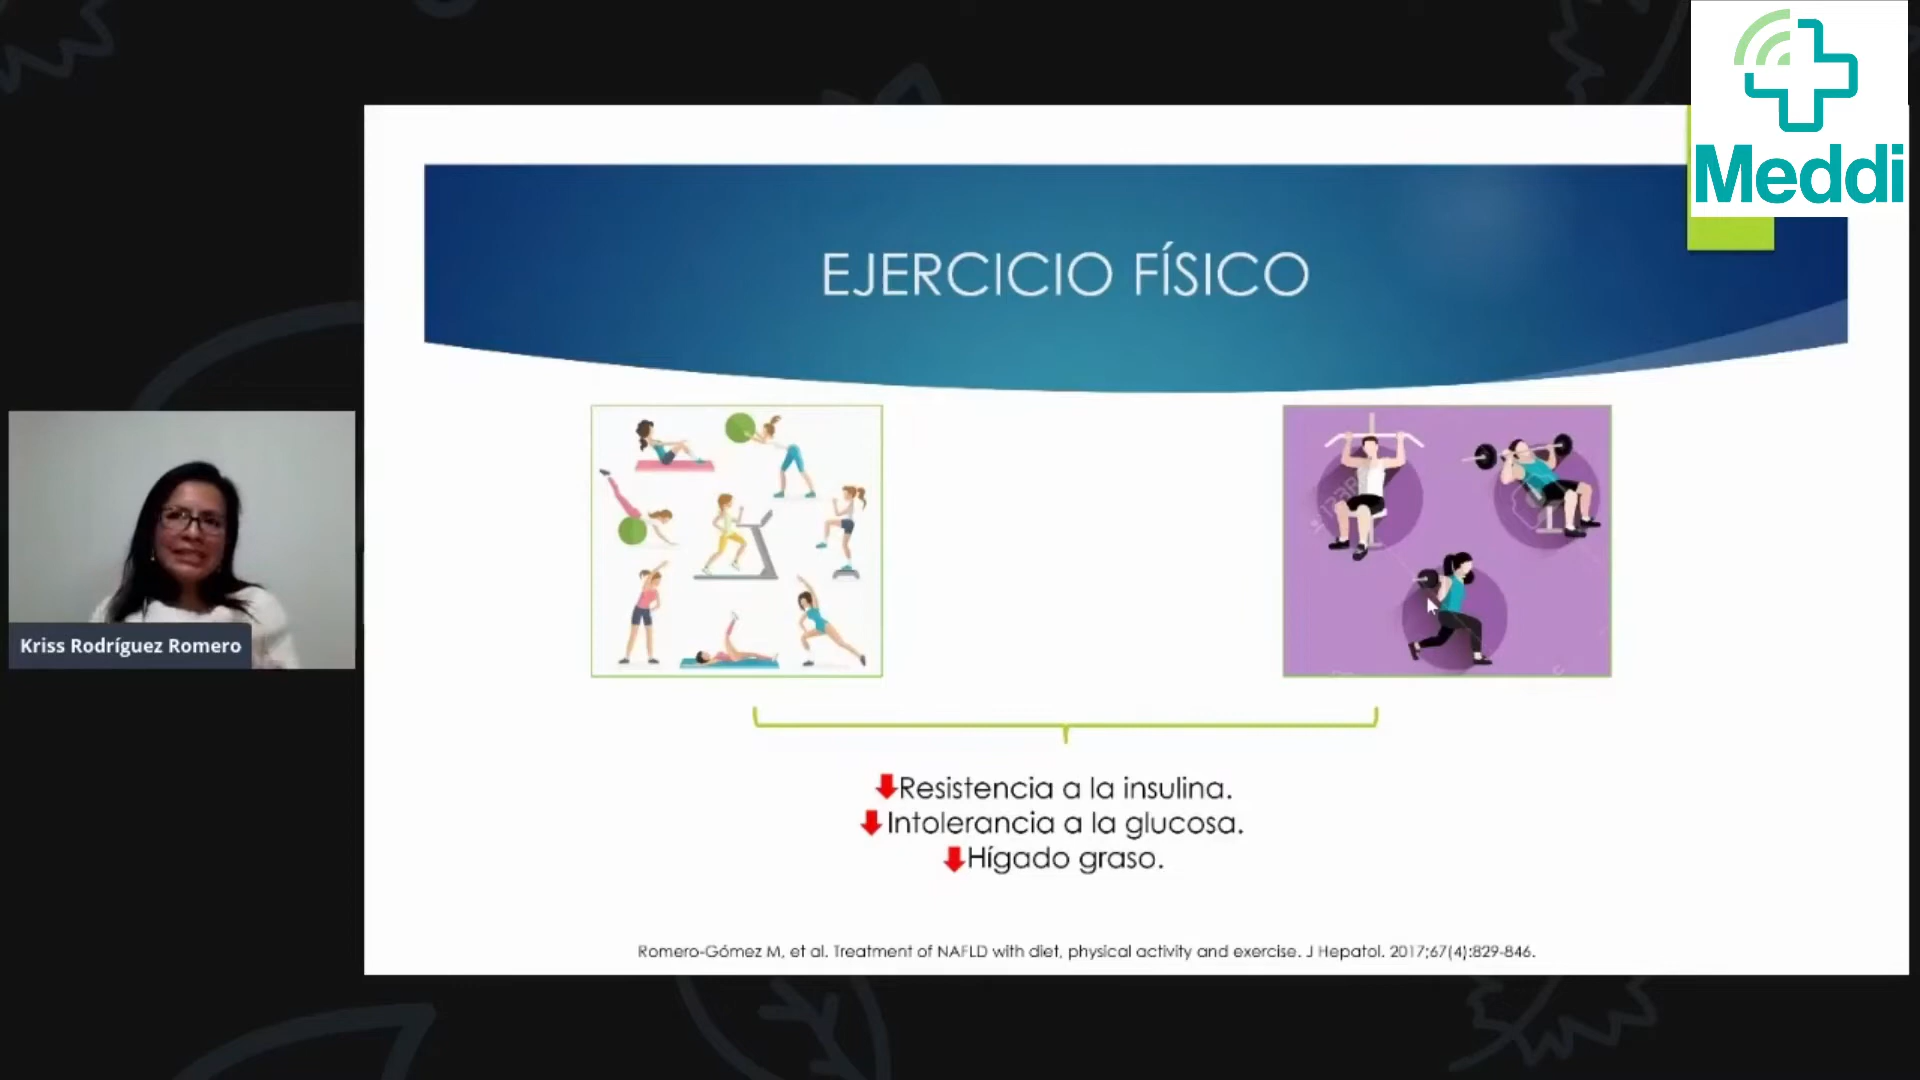 Meddi
EJERCICIO FÍSICO
Kriss Rodríguez Romero
Resistencia a la insulina.
Intolerancia a la glucosa.
Hígado graso.
Romero-Gómez M, et al. Treatment of NAFLD with diet, physical activity and exercise. J Hepatol. 2017;67(4):829-846.